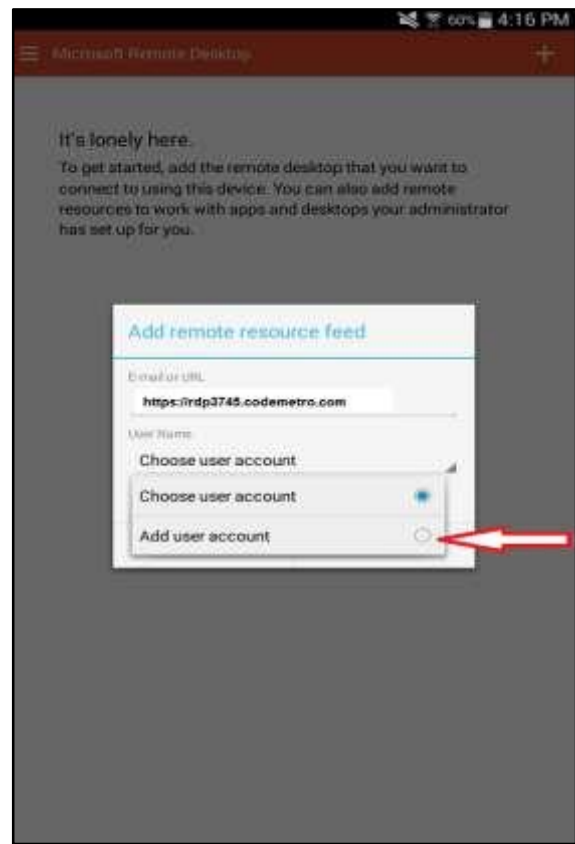 60% 4:16 PM
Microsoft Remote Desktop
It's lonely here.
To get started, add the remote desktop that you want to
connect to using this device. You can also add remote
resources to work with apps and desktops your administrator
has set up for you.
Add remote resource feed
E-mail or URL
https://rdp3745.codemetro.com
User Name
Choose user account
Choose user account
Add user account